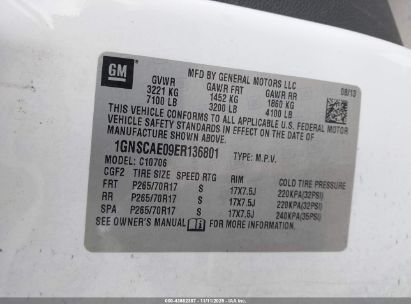 GM
MFD BY GENERAL MOTORS LLC
08/13
GVWR GAWR FRT GAWR RR
3221 KG 1452 KG 1860 KG
7100 LB 3200 LB 4100 LB
THIS VEHICLE CONFORMS TO ALL APPLICABLE U.S. FEDERAL MOTOR
VEHICLE SAFETY STANDARDS IN EFFECT ON THE DATE OF
MANUFACTURE SHOWN ABOVE.
1GNSCAE09ER136801 TYPE: M.P.V.
MODEL: C10706
CGF2 TIRE SIZE SPEED RTG RIM COLD TIRE PRESSURE
FRT P265/70R17 S 17X7.5J 220KPA(32PSI)
RR P265/70R17 S 17X7.5J 220KPA(32PSI)
SPA P265/70R17 S 17X7.5J 240KPA(35PSI)
SEE OWNER'S MANUAL FOR MORE INFORMATION.